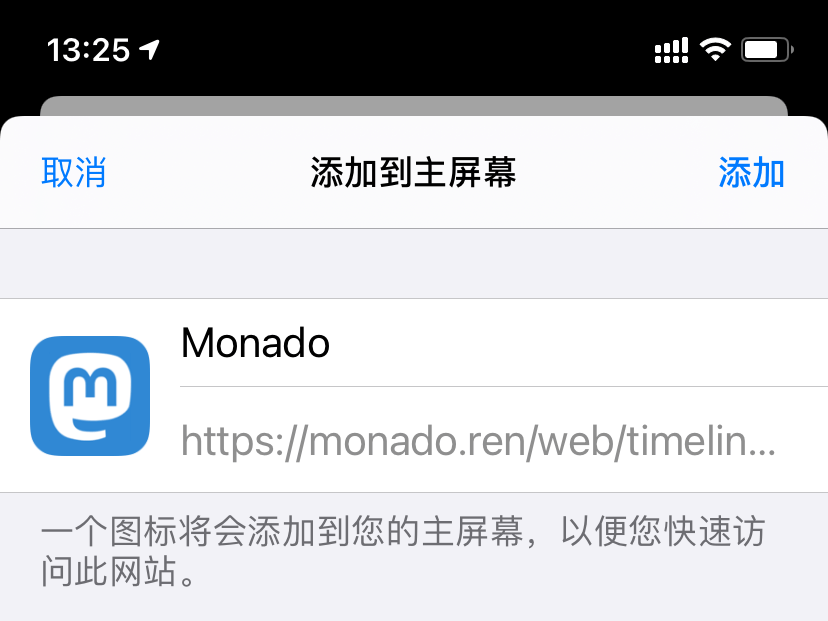 13:25
取消 添加到主屏幕 添加
Monado
https://monado.ren/web/timelin...
一个图标将会添加到您的主屏幕，以便您快速访
问此网站。